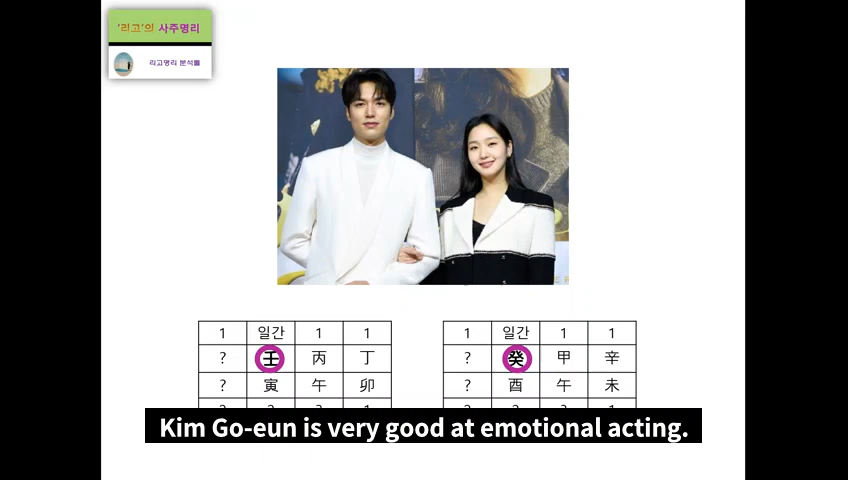 '리고'의 사주명리
리고명리 분석틀
1 일간 1 1
? 壬 丙 丁
? 寅 午 卯
1 일간 1 1
? 癸 甲 辛
? 酉 午 未
Kim Go-eun is very good at emotional acting.